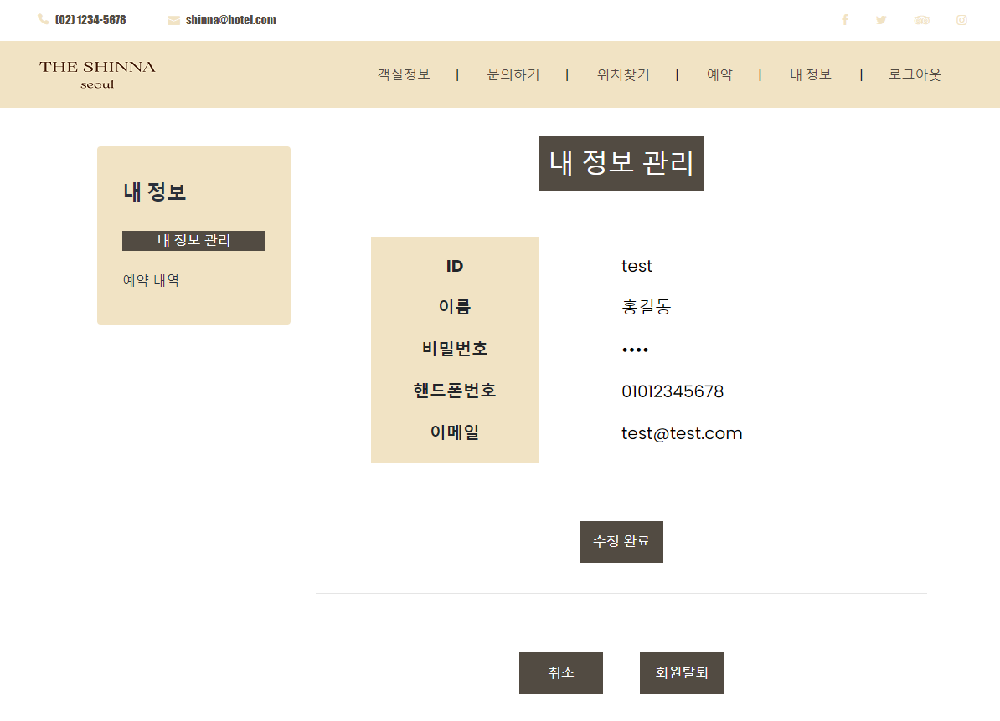 (02) 1234-5678 shinna@hotel.com
THE SHINNA
seoul
객실정보 | 문의하기 | 위치찾기 | 예약 | 내 정보 | 로그아웃
내 정보
내 정보 관리
예약 내역
내 정보 관리
ID test
이름 홍길동
비밀번호 ••••
핸드폰번호 01012345678
이메일 test@test.com
수정 완료
취소 회원탈퇴